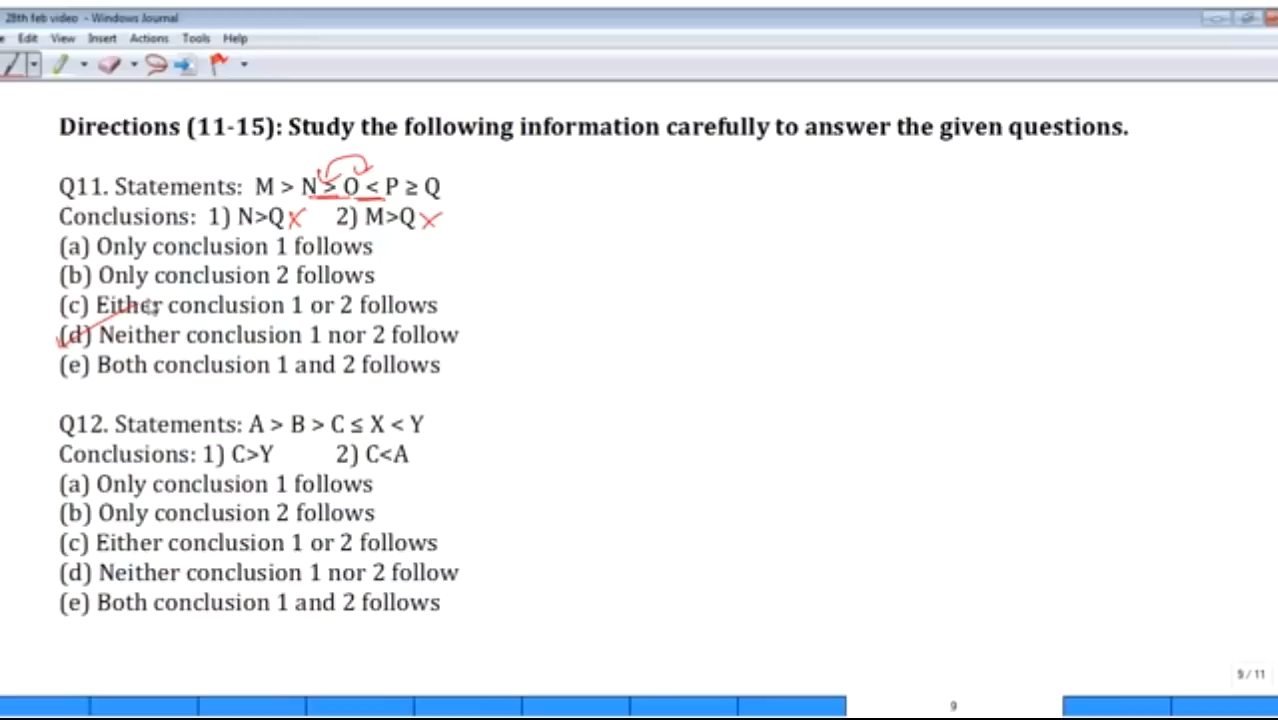 28th feb video - Windows Journal
Edit View Insert Actions Tools Help
Directions (11-15): Study the following information carefully to answer the given questions.
Q11. Statements: M > N > O < P ≥ Q
Conclusions: 1) N>Q x 2) M>Q x
(a) Only conclusion 1 follows
(b) Only conclusion 2 follows
(c) Either conclusion 1 or 2 follows
(d) Neither conclusion 1 nor 2 follow
(e) Both conclusion 1 and 2 follows
Q12. Statements: A > B > C ≤ X < Y
Conclusions: 1) C>Y 2) C<A
(a) Only conclusion 1 follows
(b) Only conclusion 2 follows
(c) Either conclusion 1 or 2 follows
(d) Neither conclusion 1 nor 2 follow
(e) Both conclusion 1 and 2 follows
9 / 11
9